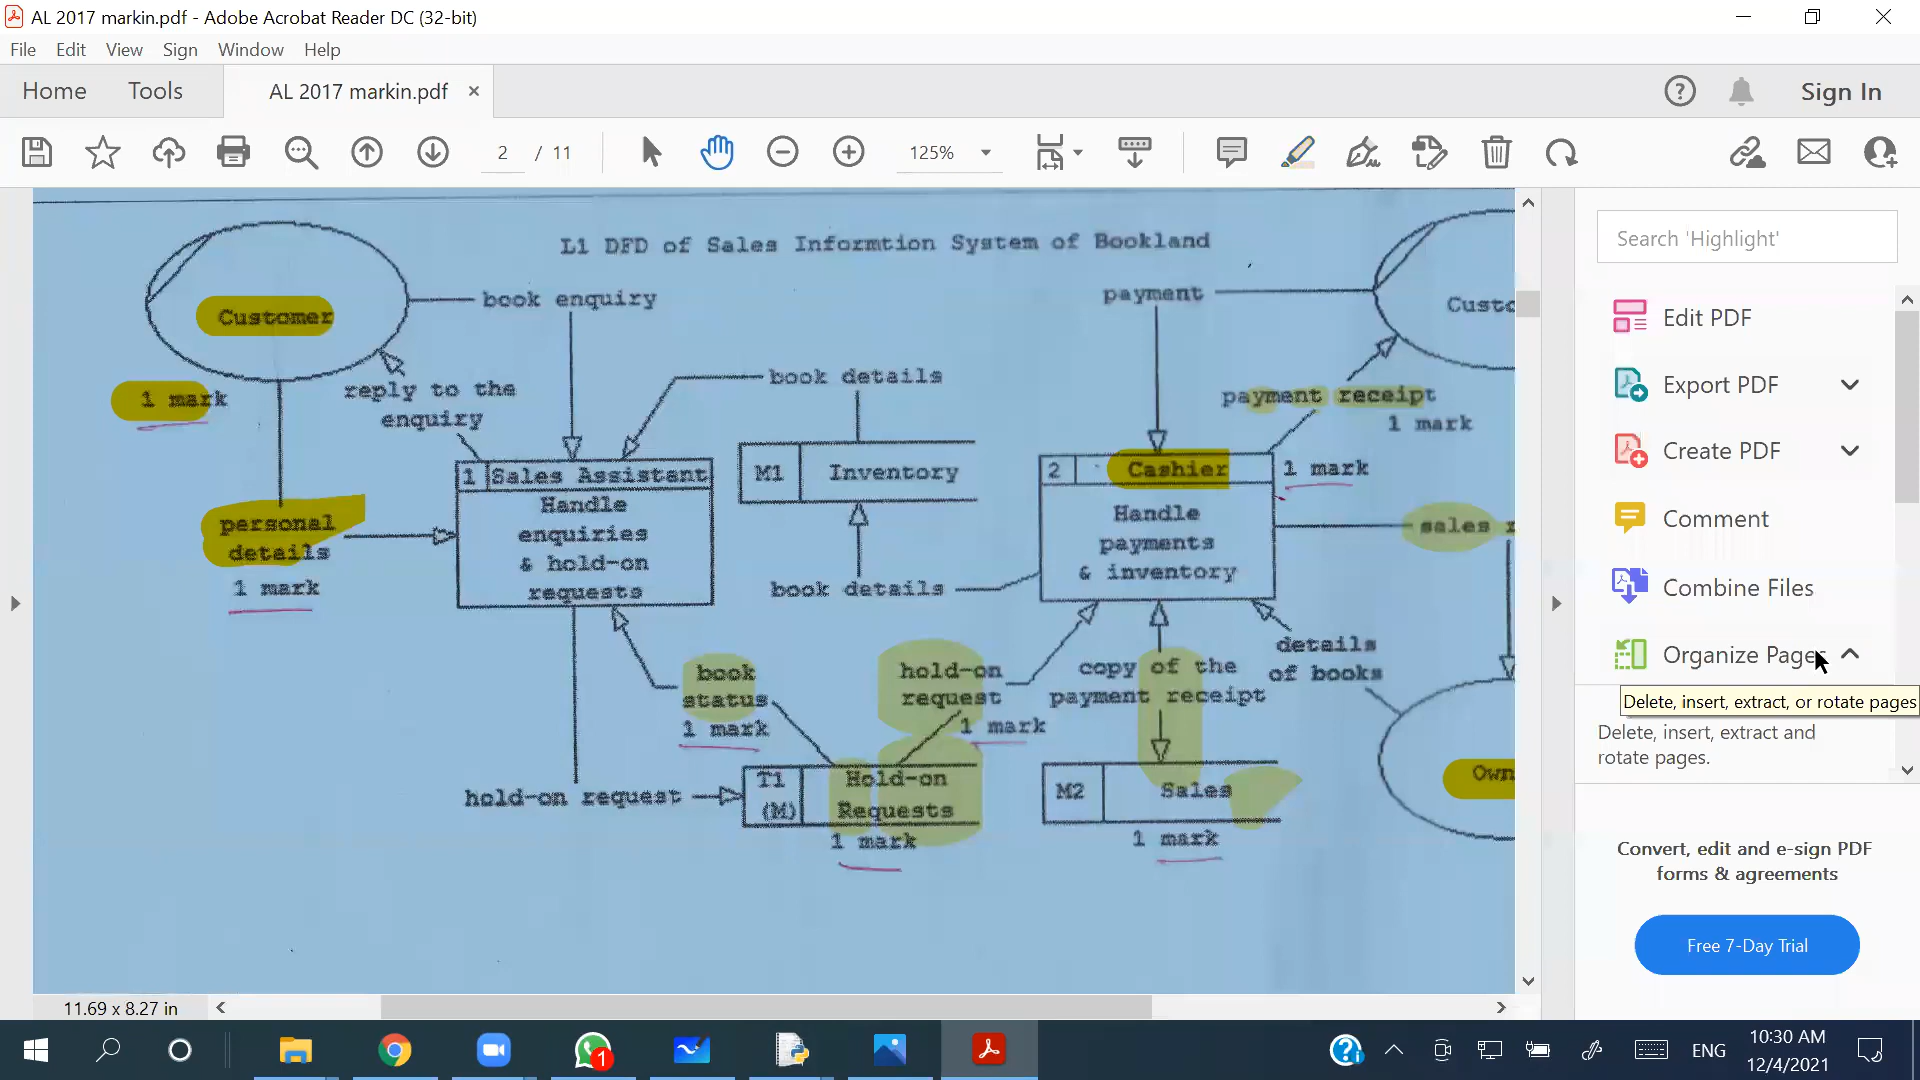 AL 2017 markin.pdf - Adobe Acrobat Reader DC (32-bit)
File Edit View Sign Window Help
Home Tools AL 2017 markin.pdf × Sign In
2 / 11 125%
L1 DFD of Sales Informtion System of Bookland
Customer
1 mark
book enquiry
reply to the
enquiry
personal
details
1 mark
1 Sales Assistant
Handle
enquiries
& hold-on
requests
book details
M1 Inventory
book details
payment
payment receipt
1 mark
2 Cashier
1 mark
Handle
payments
& inventory
sales
book
status
1 mark
hold-on
request
1 mark
copy of the
payment receipt
details
of books
hold-on request
T1
(M)
Hold-on
Requests
1 mark
M2 Sales
1 mark
Custo
Own
11.69 x 8.27 in
Search 'Highlight'
Edit PDF
Export PDF
Create PDF
Comment
Combine Files
Organize Pages
Delete, insert, extract, or rotate pages
Delete, insert, extract and
rotate pages.
Convert, edit and e-sign PDF
forms & agreements
Free 7-Day Trial
1
ENG
10:30 AM
12/4/2021